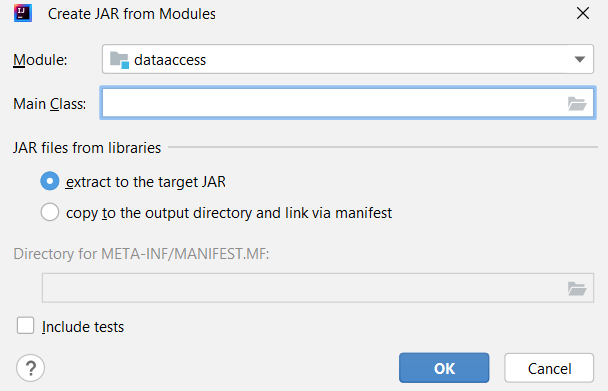 Create JAR from Modules
Module: dataaccess
Main Class:
JAR files from libraries
extract to the target JAR
copy to the output directory and link via manifest
Directory for META-INF/MANIFEST.MF:
Include tests
? OK Cancel